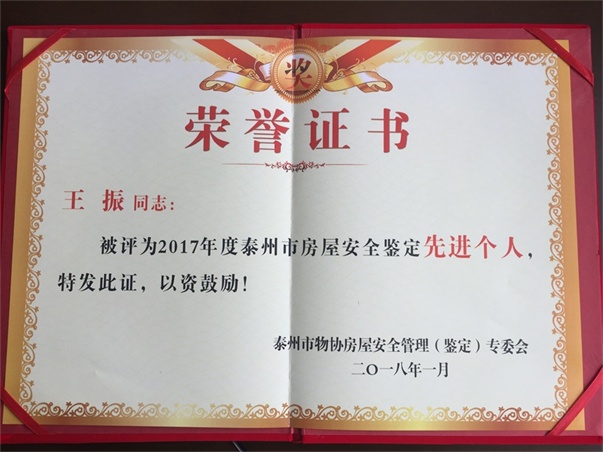 奖
荣誉证书
王 振 同志：
被评为2017年度泰州市房屋安全鉴定先进个人，
特发此证，以资鼓励！
泰州市物协房屋安全管理（鉴定）专委会
二〇一八年一月